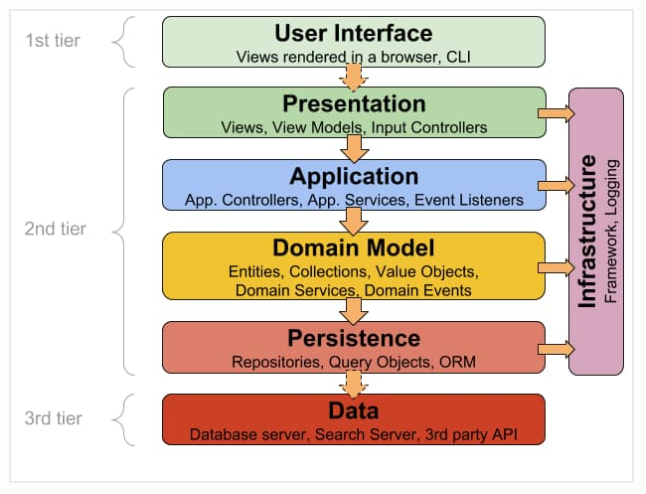 1st tier
User Interface
Views rendered in a browser, CLI
2nd tier
Presentation
Views, View Models, Input Controllers
Application
App. Controllers, App. Services, Event Listeners
Domain Model
Entities, Collections, Value Objects,
Domain Services, Domain Events
Persistence
Repositories, Query Objects, ORM
Infrastructure
Framework, Logging
3rd tier
Data
Database server, Search Server, 3rd party API